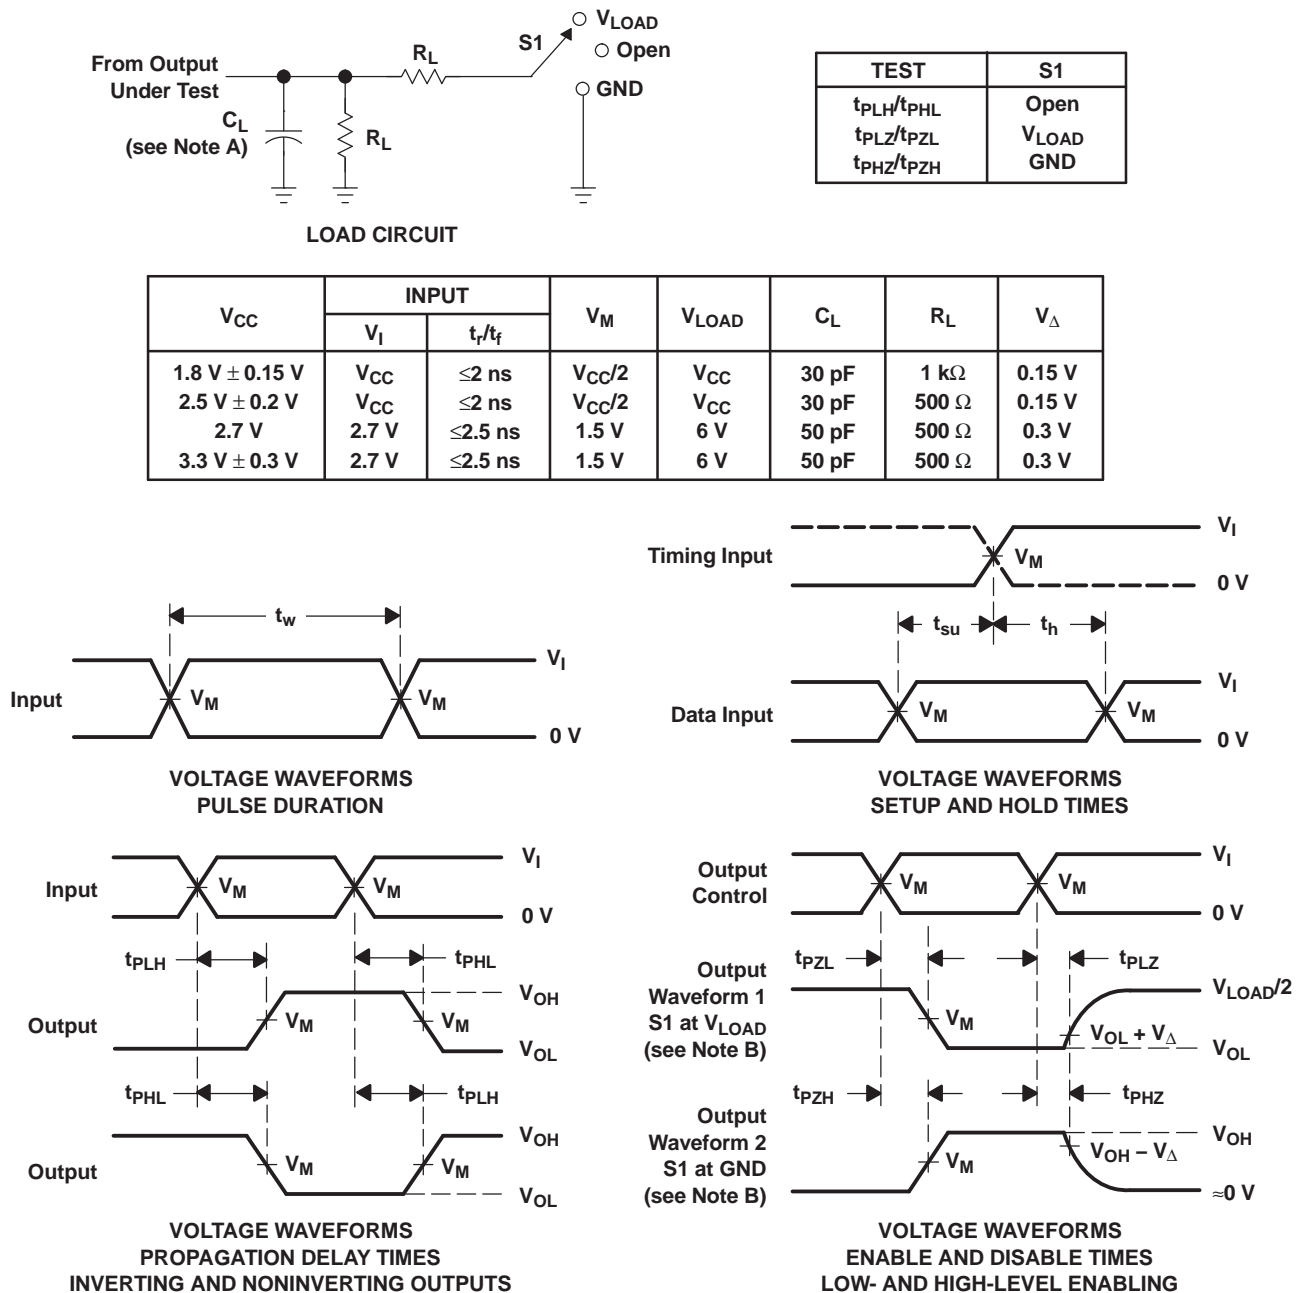 From Output
Under Test
CL
(see Note A)
RL
RL
S1
VLOAD
Open
GND
LOAD CIRCUIT
TEST S1
tPLH/tPHL Open
tPLZ/tPZL VLOAD
tPHZ/tPZH GND
VCC INPUT VM VLOAD CL RL VΔ
VI tr/tf
1.8 V ± 0.15 V VCC ≤2 ns VCC/2 VCC 30 pF 1 kΩ 0.15 V
2.5 V ± 0.2 V VCC ≤2 ns VCC/2 VCC 30 pF 500 Ω 0.15 V
2.7 V 2.7 V ≤2.5 ns 1.5 V 6 V 50 pF 500 Ω 0.3 V
3.3 V ± 0.3 V 2.7 V ≤2.5 ns 1.5 V 6 V 50 pF 500 Ω 0.3 V
tw
Input
VM
VM
VI
0 V
VOLTAGE WAVEFORMS
PULSE DURATION
Timing Input
VM
VI
0 V
tsu
th
Data Input
VM
VM
VI
0 V
VOLTAGE WAVEFORMS
SETUP AND HOLD TIMES
Input
VM
VM
VI
0 V
tPLH
tPHL
Output
VM
VM
VOH
VOL
tPHL
tPLH
Output
VM
VM
VOH
VOL
VOLTAGE WAVEFORMS
PROPAGATION DELAY TIMES
INVERTING AND NONINVERTING OUTPUTS
Output
Control
VM
VM
VI
0 V
tPZL
tPLZ
Output
Waveform 1
S1 at VLOAD
(see Note B)
VM
VLOAD/2
VOL + VΔ
VOL
tPZH
tPHZ
Output
Waveform 2
S1 at GND
(see Note B)
VM
VOH
VOH − VΔ
≈0 V
VOLTAGE WAVEFORMS
ENABLE AND DISABLE TIMES
LOW- AND HIGH-LEVEL ENABLING